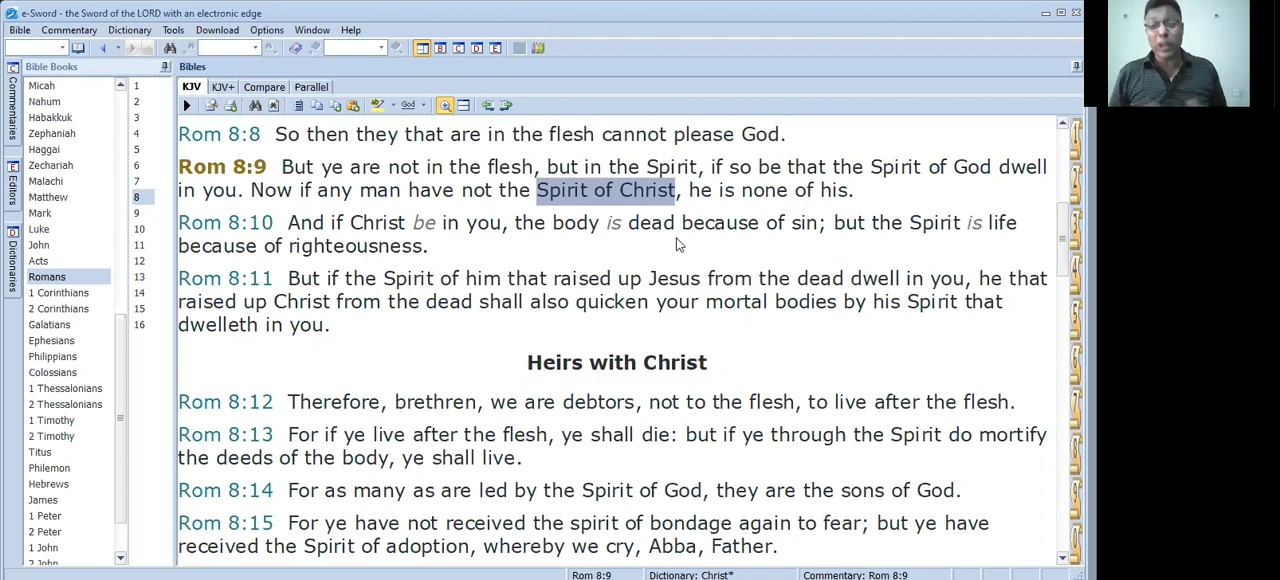 e-Sword - the Sword of the LORD with an electronic edge
Bible Commentary Dictionary Tools Download Options Window Help
B C D E
Bible Books
Bibles
Commentaries
Editors
Dictionaries
Micah
Nahum
Habakkuk
Zephaniah
Haggai
Zechariah
Malachi
Matthew
Mark
Luke
John
Acts
Romans
1 Corinthians
2 Corinthians
Galatians
Ephesians
Philippians
Colossians
1 Thessalonians
2 Thessalonians
1 Timothy
2 Timothy
Titus
Philemon
Hebrews
James
1 Peter
2 Peter
1 John
2 John
1
2
3
4
5
6
7
8
9
10
11
12
13
14
15
16
KJV KJV+ Compare Parallel
God
Rom 8:8 So then they that are in the flesh cannot please God.
Rom 8:9 But ye are not in the flesh, but in the Spirit, if so be that the Spirit of God dwell
in you. Now if any man have not the Spirit of Christ, he is none of his.
Rom 8:10 And if Christ be in you, the body is dead because of sin; but the Spirit is life
because of righteousness.
Rom 8:11 But if the Spirit of him that raised up Jesus from the dead dwell in you, he that
raised up Christ from the dead shall also quicken your mortal bodies by his Spirit that
dwelleth in you.
Heirs with Christ
Rom 8:12 Therefore, brethren, we are debtors, not to the flesh, to live after the flesh.
Rom 8:13 For if ye live after the flesh, ye shall die: but if ye through the Spirit do mortify
the deeds of the body, ye shall live.
Rom 8:14 For as many as are led by the Spirit of God, they are the sons of God.
Rom 8:15 For ye have not received the spirit of bondage again to fear; but ye have
received the Spirit of adoption, whereby we cry, Abba, Father.
Rom 8:9 Dictionary: Christ* Commentary: Rom 8:9